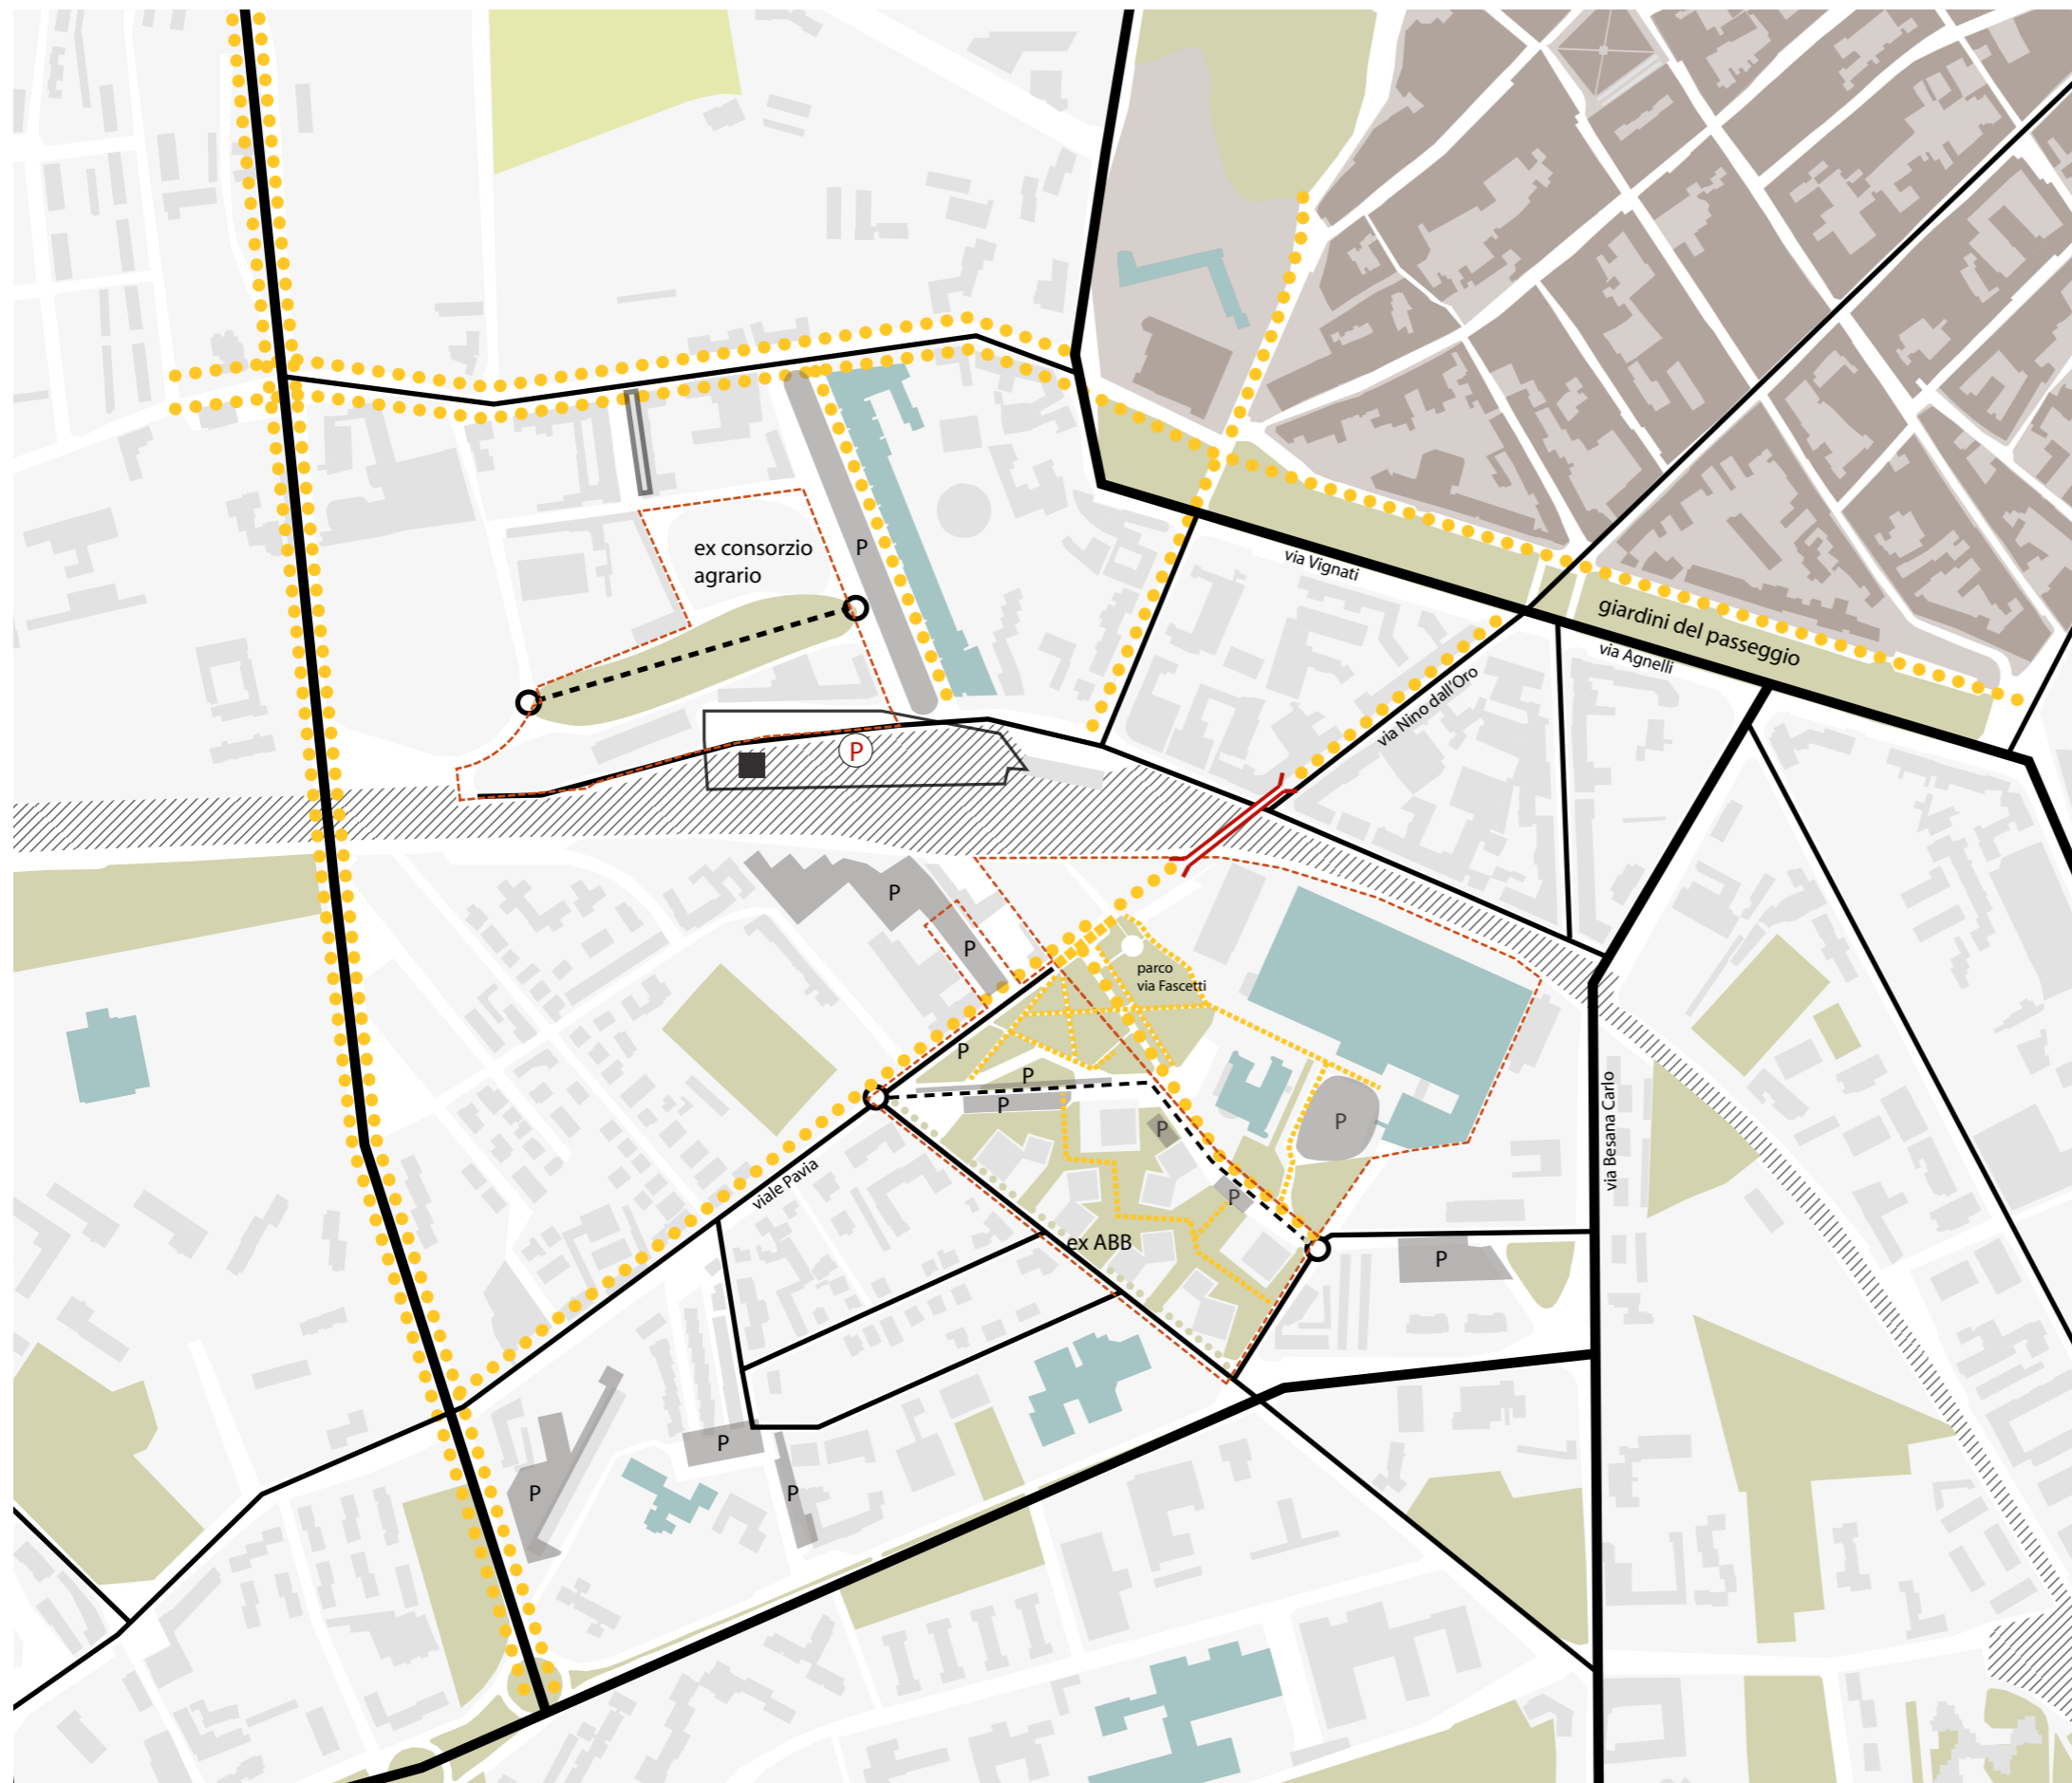 ex consorzio
agrario
P
via Vignati
giardini del passeggio
via Agnelli
via Nino dall'Oro
P
P
P
parco
via Fascetti
P
P
P
P
P
P
via Besana Carlo
viale Pavia
ex ABB
P
P
P
P